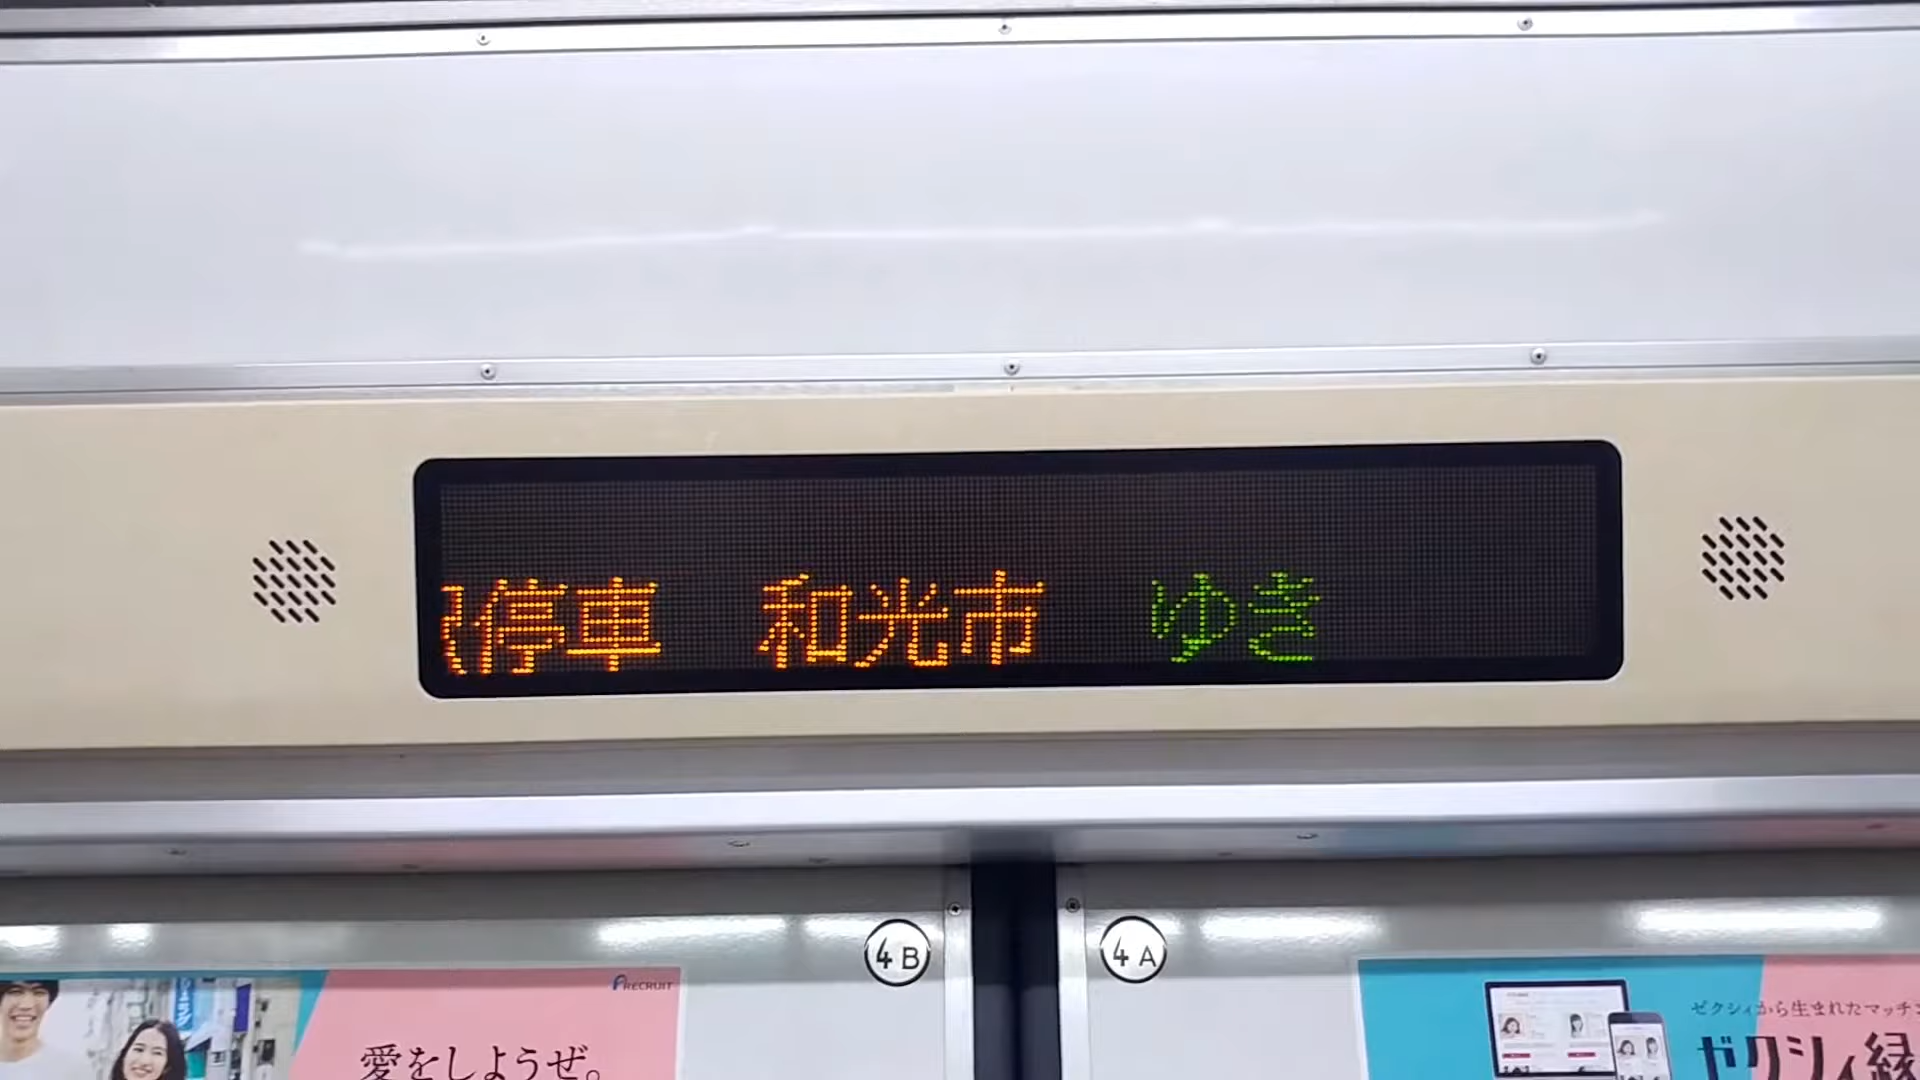 停車　和光市　ゆき
4B
4A
RECRUIT
愛をしようぜ。
ゼクシィから生まれたマッチ
ゼクシィ縁